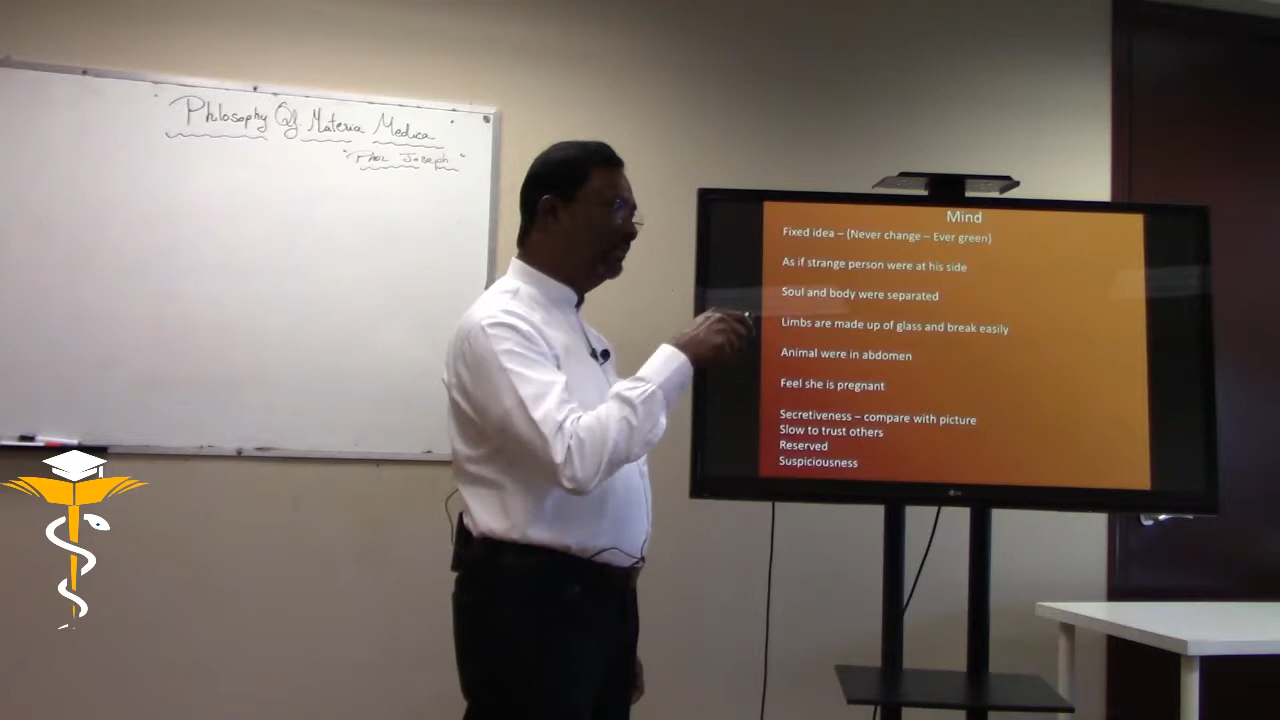 Philosophy Of Materia Medica
"Prof Joseph"
Mind
Fixed idea – (Never change – Ever green)
As if strange person were at his side
Soul and body were separated
Limbs are made up of glass and break easily
Animal were in abdomen
Feel she is pregnant
Secretiveness – compare with picture
Slow to trust others
Reserved
Suspiciousness
LG